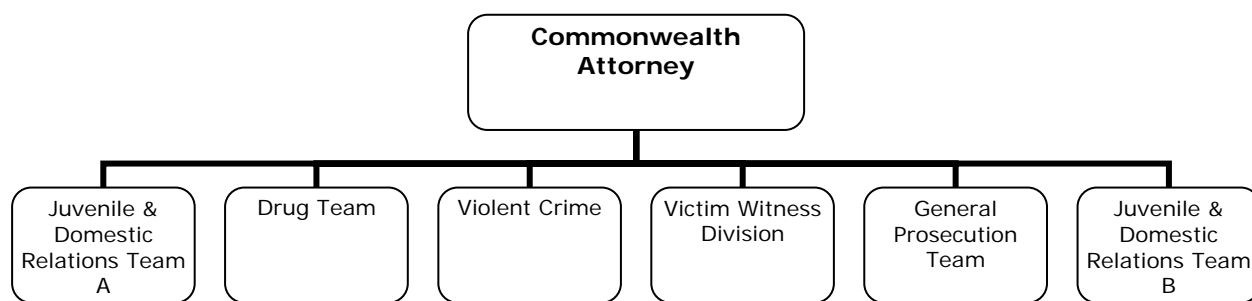 Commonwealth
Attorney
Juvenile &
Domestic
Relations Team
A
Drug Team
Violent Crime
Victim Witness
Division
General
Prosecution
Team
Juvenile &
Domestic
Relations Team
B